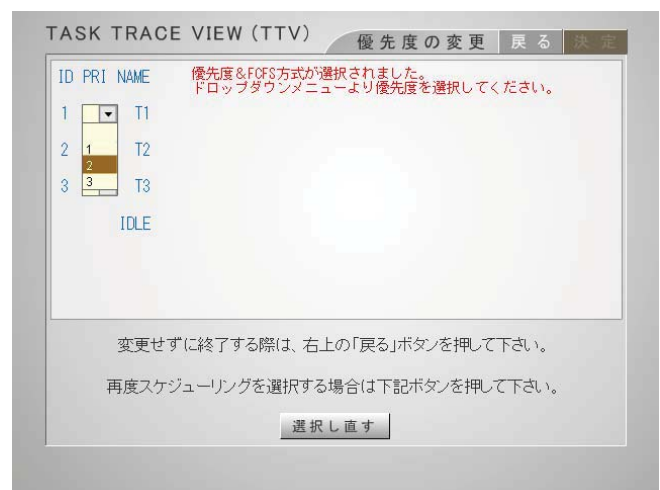 TASK TRACE VIEW (TTV)
優先度の変更 戻る 決定
ID PRI NAME
優先度&FCFS方式が選択されました。
ドロップダウンメニューより優先度を選択してください。
1 T1
2 1 T2
2
3 3 T3
IDLE
変更せずに終了する際は、右上の「戻る」ボタンを押して下さい。
再度スケジューリングを選択する場合は下記ボタンを押して下さい。
選択し直す